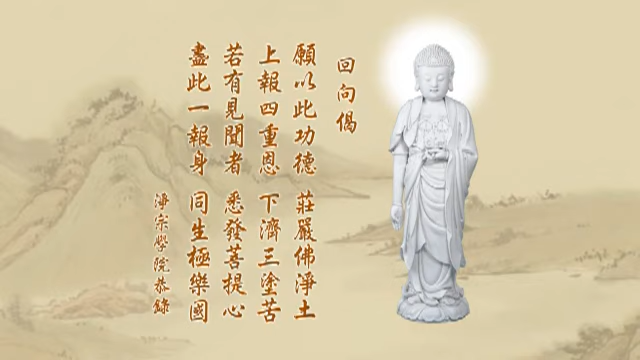 回向偈
願以此功德 莊嚴佛淨土
上報四重恩 下濟三塗苦
若有見聞者 悉發菩提心
盡此一報身 同生極樂國
淨宗學院恭錄